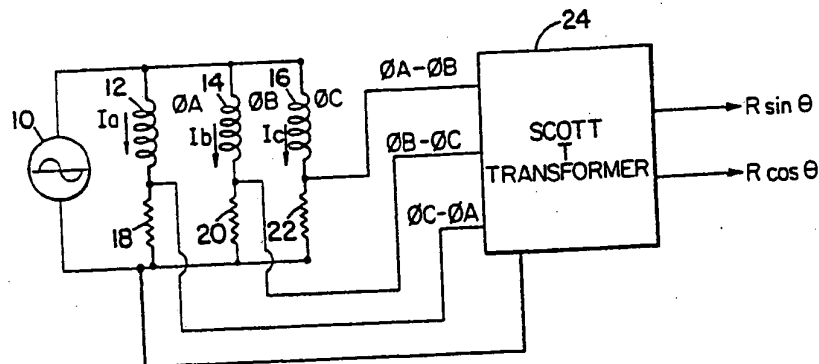 24
12
14
16
ØA
ØB
ØC
ØA-ØB
10
Ia
Ib
Ic
R sin θ
ØB-ØC
SCOTT
T
TRANSFORMER
R cos θ
ØC-ØA
18
20
22